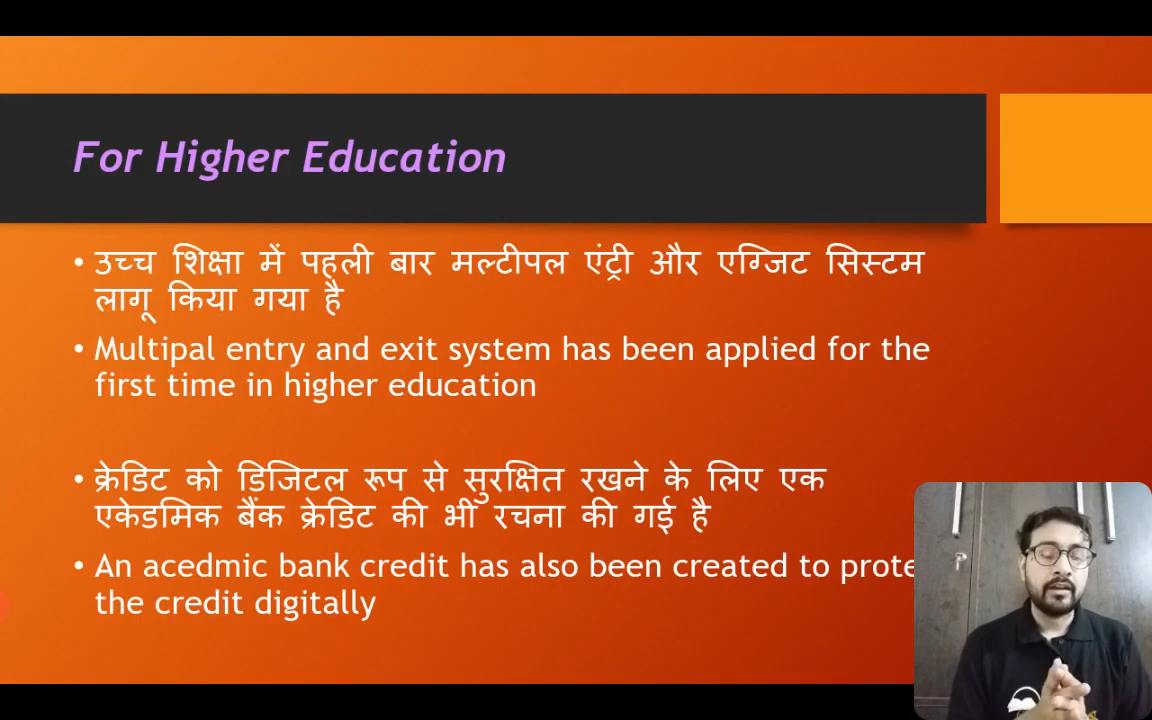 For Higher Education
• उच्च शिक्षा में पहली बार मल्टीपल एंट्री और एग्जिट सिस्टम
लागू किया गया है
• Multipal entry and exit system has been applied for the
first time in higher education
• क्रेडिट को डिजिटल रूप से सुरक्षित रखने के लिए एक
एकेडमिक बैंक क्रेडिट की भी रचना की गई है
• An acedmic bank credit has also been created to prote
the credit digitally